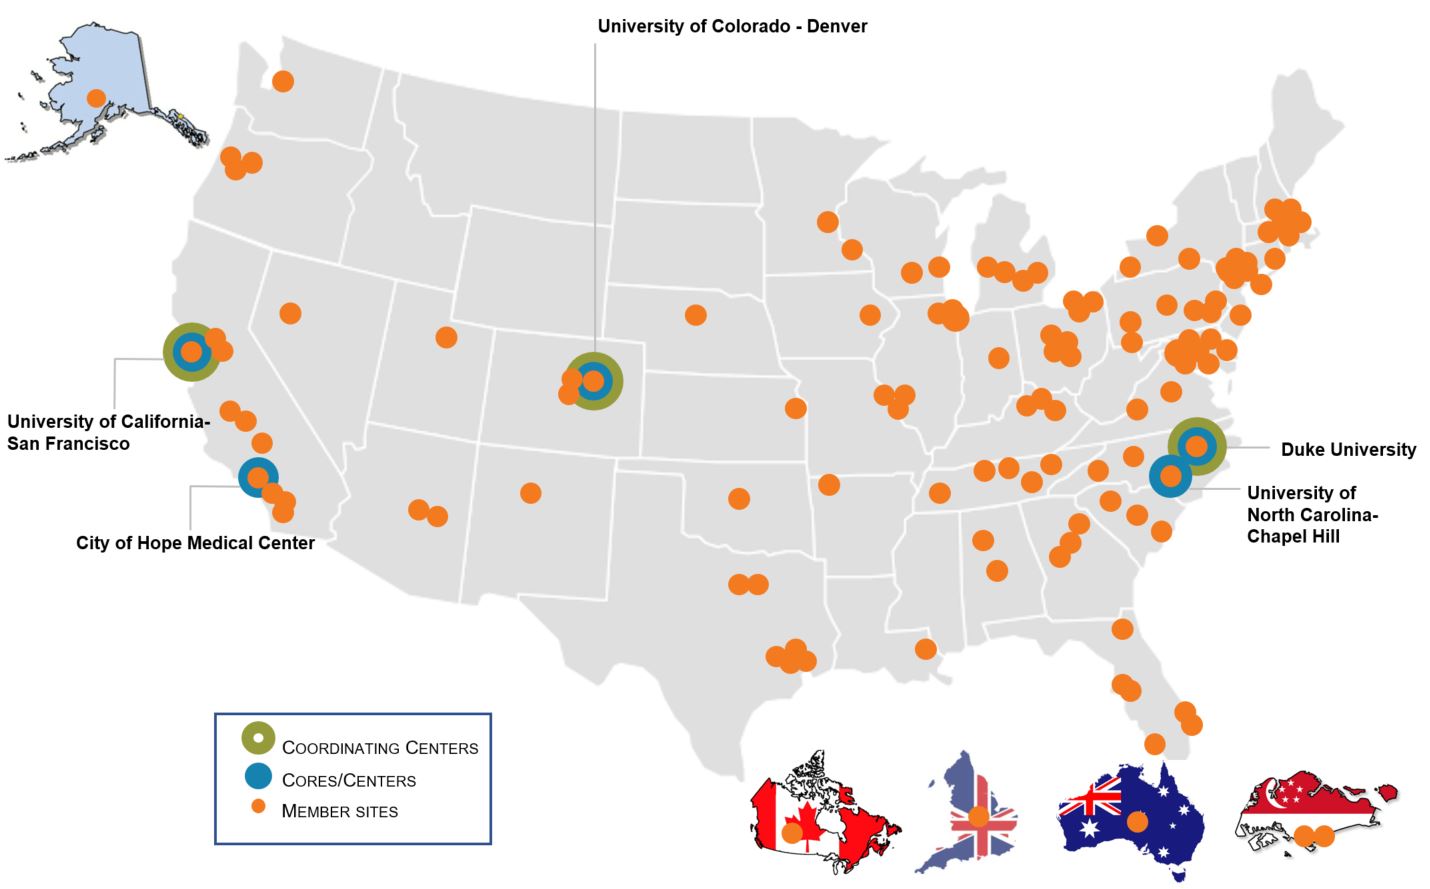 University of Colorado - Denver
University of California-
San Francisco
City of Hope Medical Center
Duke University
University of
North Carolina-
Chapel Hill
Coordinating Centers
Cores/Centers
Member sites